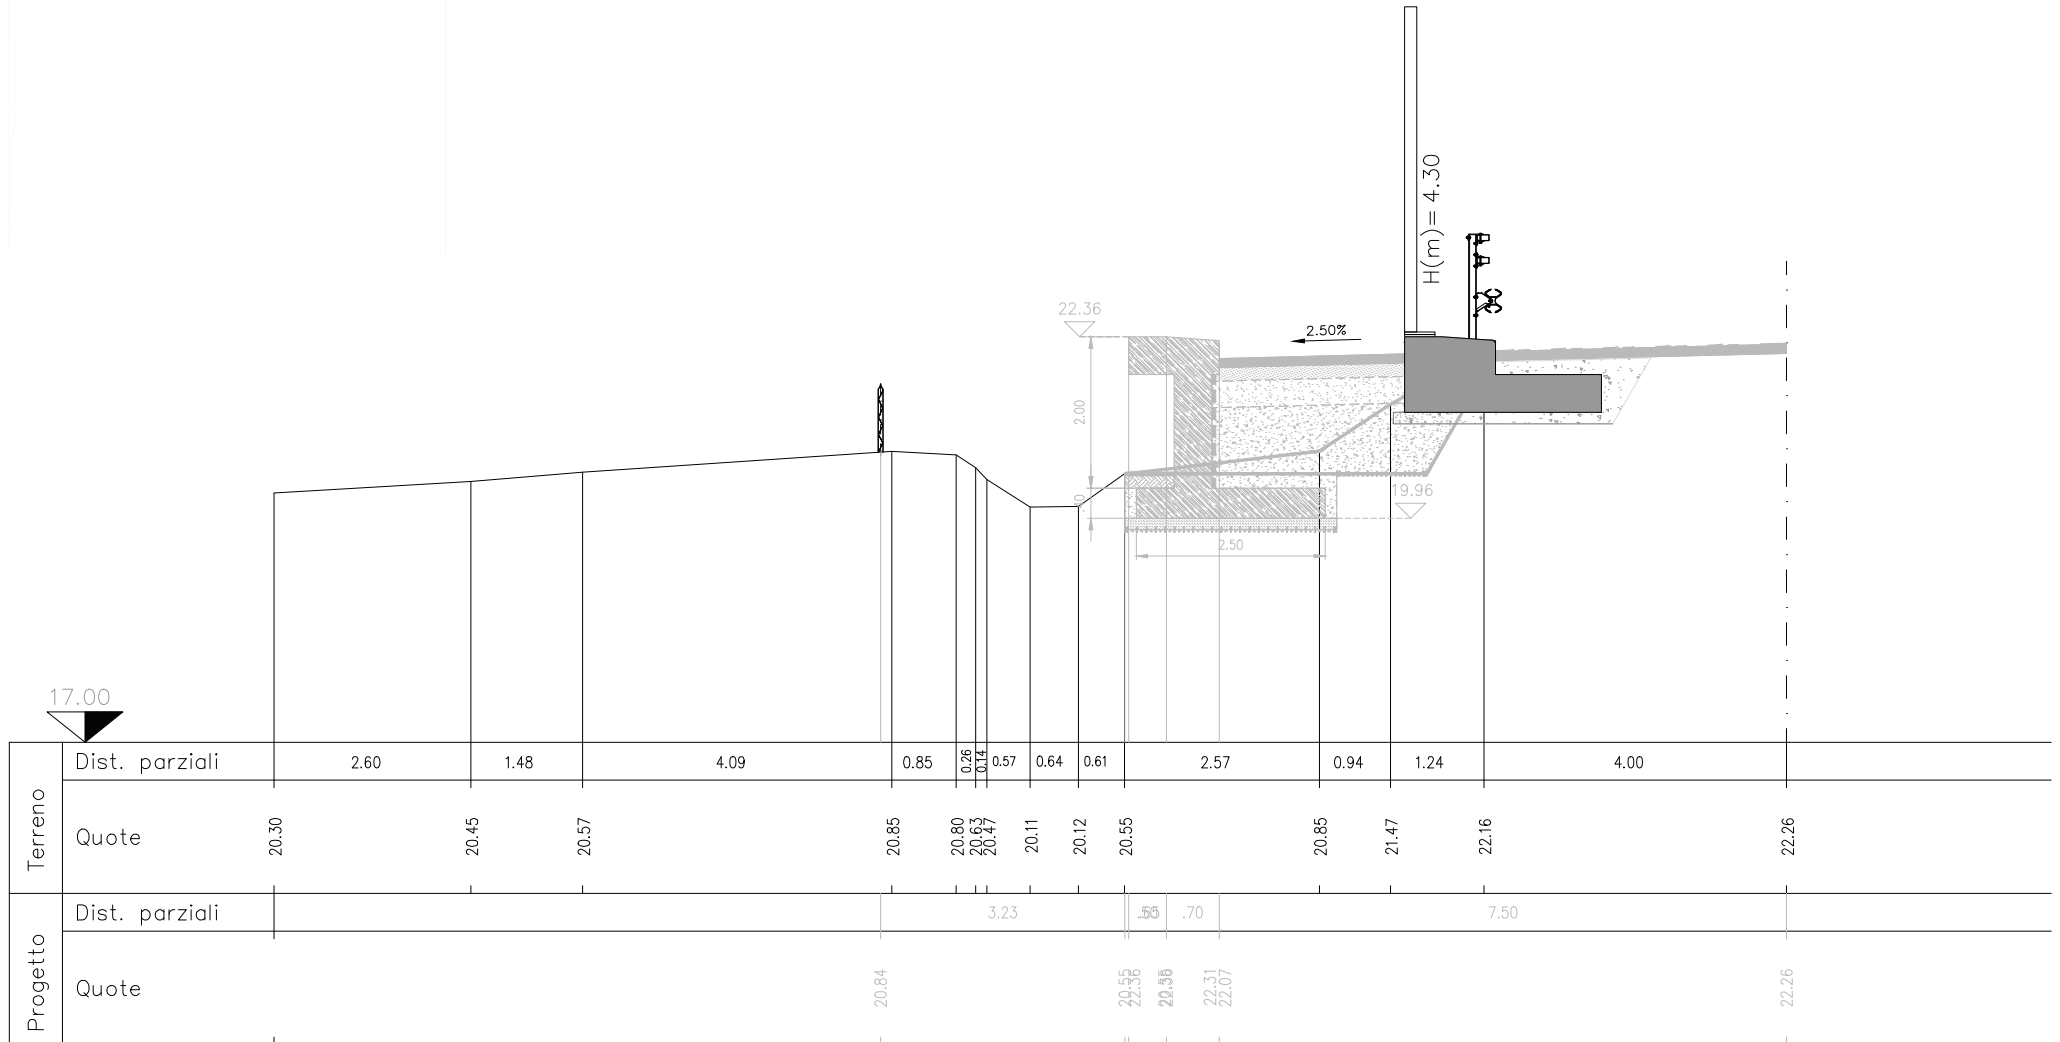 H(m)= 4.30
22.36
2.50%
2.00
19.96
2.50
17.00
Terreno
Dist. parziali 2.60 1.48 4.09 0.85 0.26 0.14 0.57 0.64 0.61 2.57 0.94 1.24 4.00
Quote 20.30 20.45 20.57 20.85 20.80 20.63 20.47 20.11 20.12 20.55 20.85 21.47 22.16 22.26
Progetto
Dist. parziali 3.23 .70 7.50
Quote 20.84 20.55 22.36 22.31 22.07 22.26